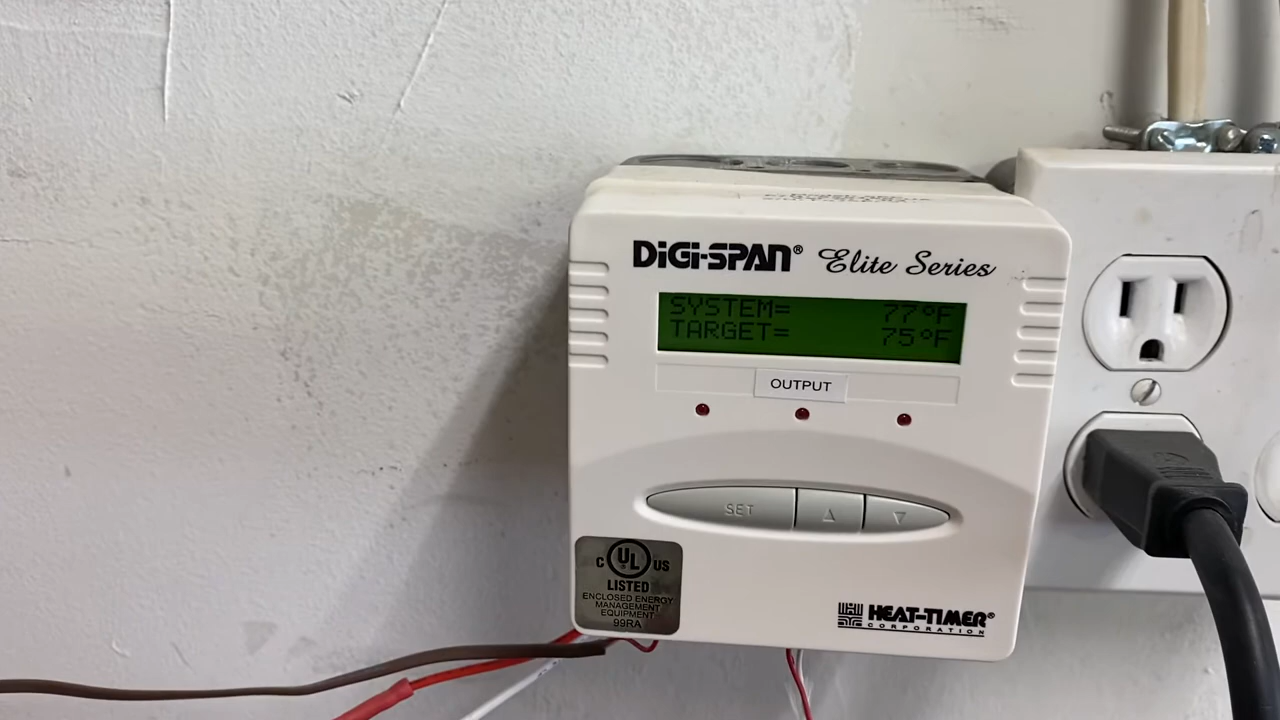 DiGi-SPAN® Elite Series
SYSTEM= 77°F
TARGET= 75°F
OUTPUT
SET
C UL® US
LISTED
ENCLOSED ENERGY
MANAGEMENT
EQUIPMENT
99RA
HEAT-TIMER®
CORPORATION